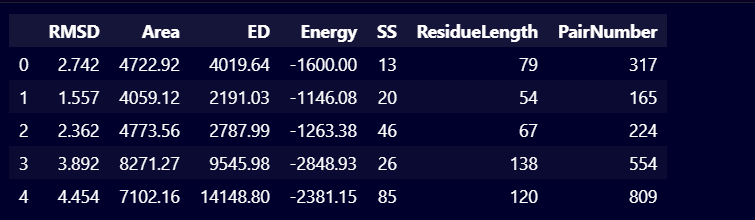 RMSD Area ED Energy SS ResidueLength PairNumber
0 2.742 4722.92 4019.64 -1600.00 13 79 317
1 1.557 4059.12 2191.03 -1146.08 20 54 165
2 2.362 4773.56 2787.99 -1263.38 46 67 224
3 3.892 8271.27 9545.98 -2848.93 26 138 554
4 4.454 7102.16 14148.80 -2381.15 85 120 809